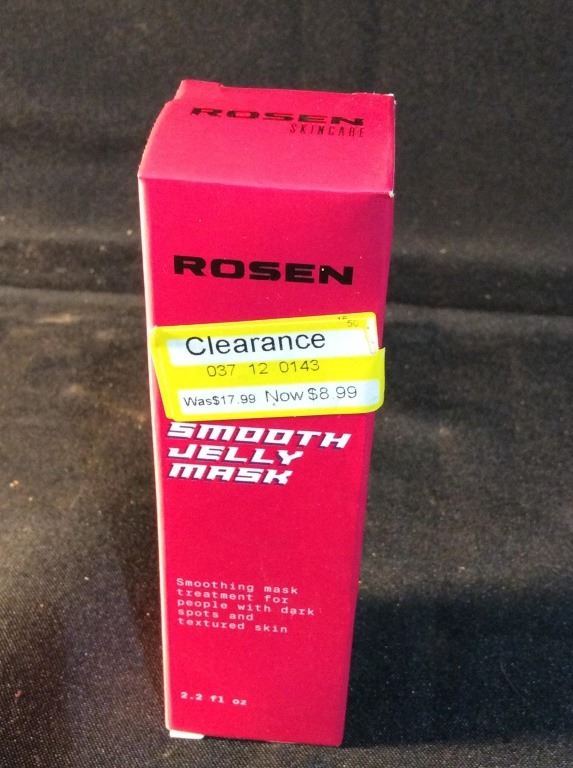 ROSEN
SKINCARE
ROSEN
50
Clearance
037 12 0143
Was$17.99 Now $8.99
SMOOTH
JELLY
MASK
Smoothing mask
treatment for
people with dark
spots and
textured skin
2.2 fl oz